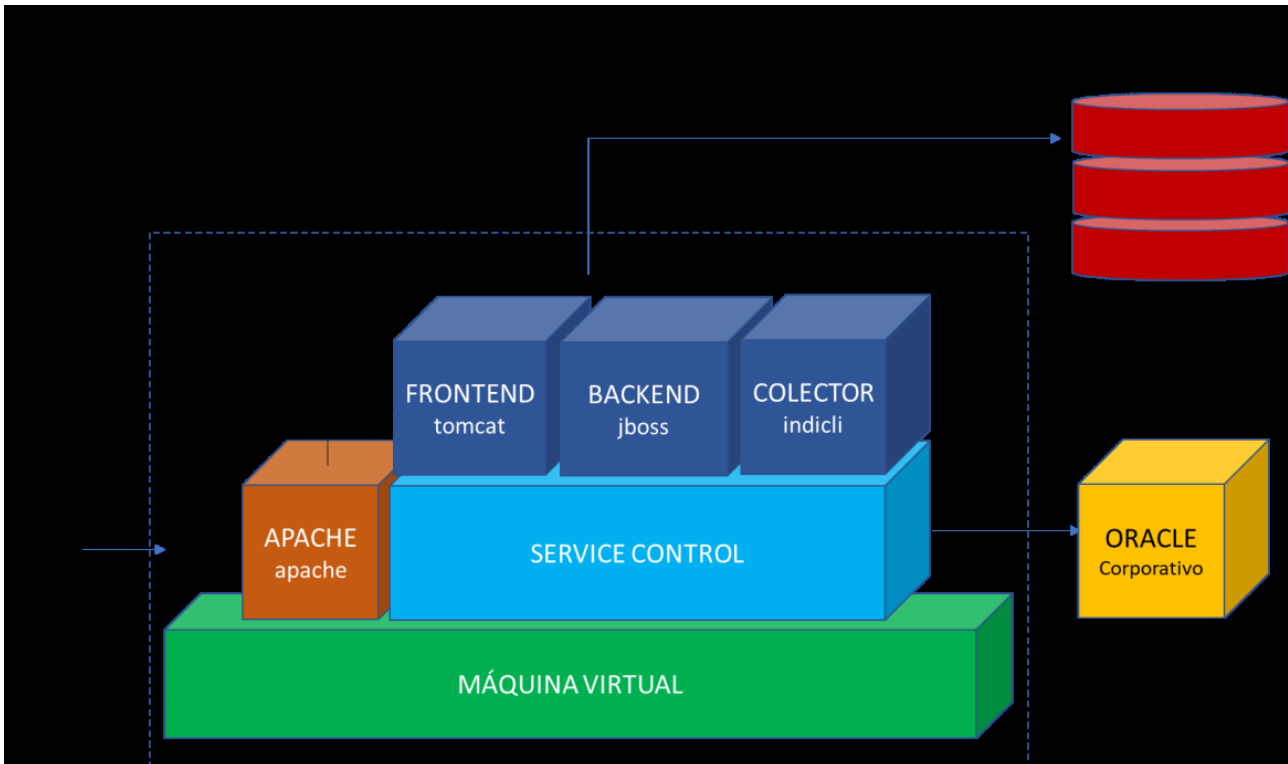 FRONTEND
tomcat
BACKEND
jboss
COLECTOR
indicli
APACHE
apache
SERVICE CONTROL
ORACLE
Corporativo
MÁQUINA VIRTUAL